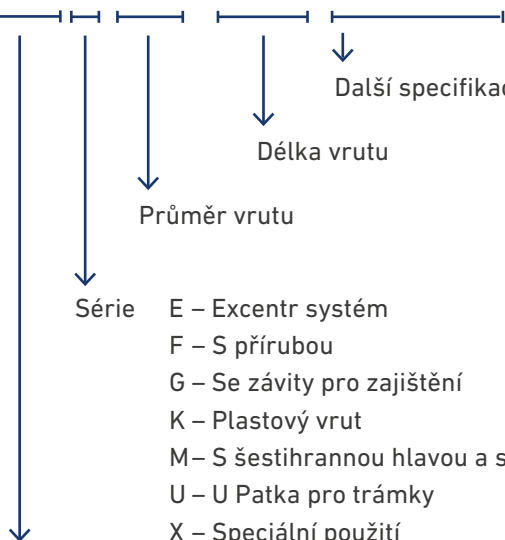 Další
Délka vrutu
Průměr vrutu
Série E – Excentr systém
F – S přírubou
G – Se závity pro zajištění
K – Plastový vrut
M – S šestihrannou hlavou a
U – U Patka pro trámky
X – Speciální použití